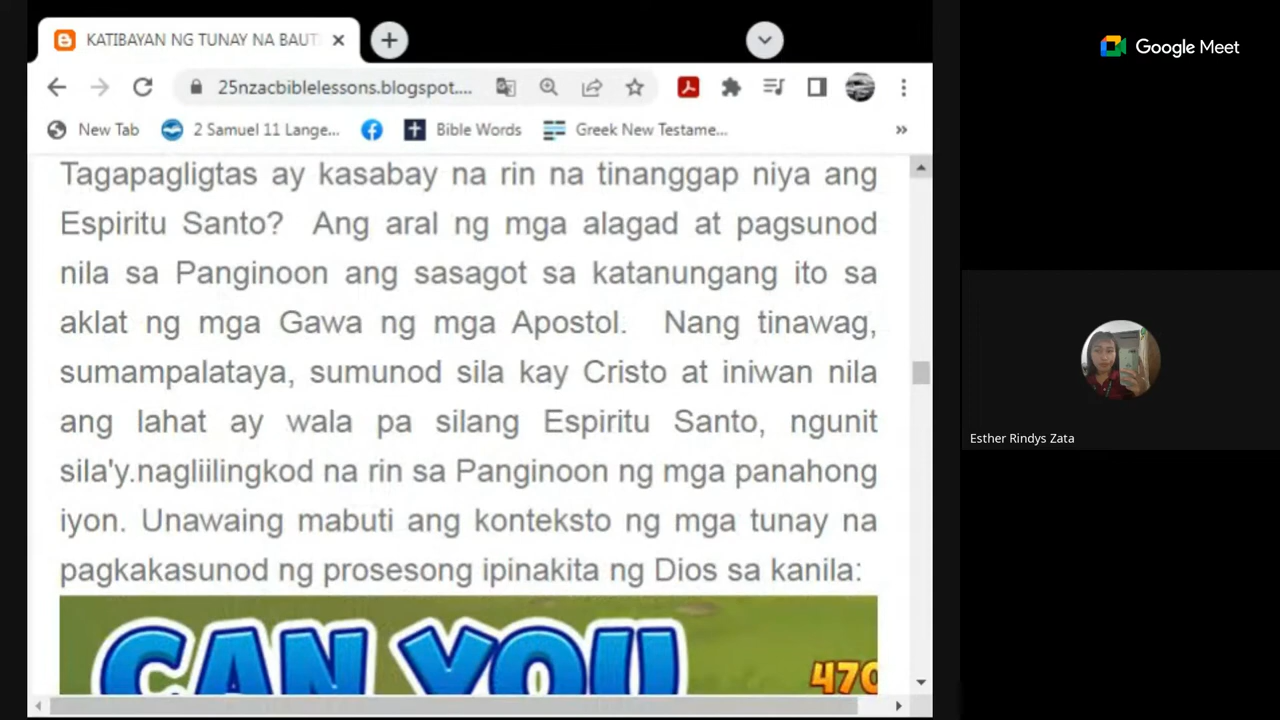 KATIBAYAN NG TUNAY NA BAUT
25nzacbiblelessons.blogspot....
New Tab
2 Samuel 11 Lange...
Bible Words
Greek New Testame...
»
Tagapagligtas ay kasabay na rin na tinanggap niya ang
Espiritu Santo? Ang aral ng mga alagad at pagsunod
nila sa Panginoon ang sasagot sa katanungang ito sa
aklat ng mga Gawa ng mga Apostol. Nang tinawag,
sumampalataya, sumunod sila kay Cristo at iniwan nila
ang lahat ay wala pa silang Espiritu Santo, ngunit
sila'y.nagliilingkod na rin sa Panginoon ng mga panahong
iyon. Unawaing mabuti ang konteksto ng mga tunay na
pagkakasunod ng prosesong ipinakita ng Dios sa kanila:
CAN YOU
470
Google Meet
Esther Rindys Zata